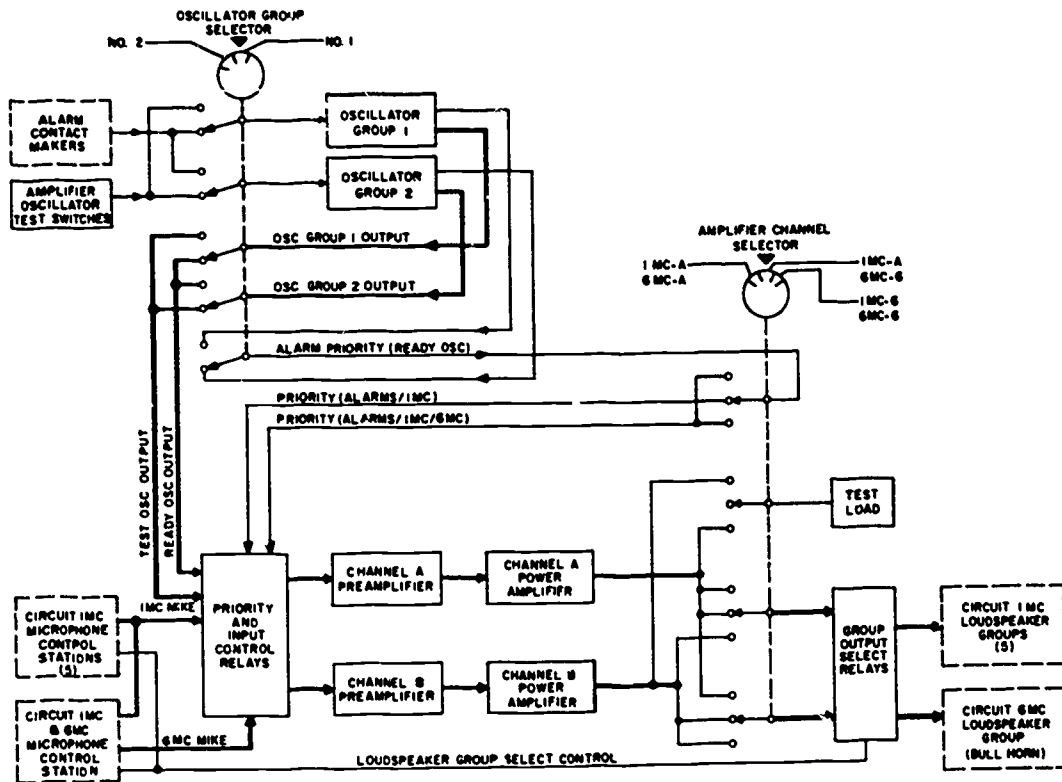 OSCILLATOR GROUP
SELECTOR
NO. 2
NO. 1
ALARM
CONTACT
MAKERS
AMPLIFIER
OSCILLATOR
TEST SWITCHES
OSCILLATOR
GROUP 1
OSCILLATOR
GROUP 2
OSC GROUP 1 OUTPUT
OSC GROUP 2 OUTPUT
ALARM PRIORITY (READY OSC)
AMPLIFIER CHANNEL
SELECTOR
1MC-A
6MC-A
1MC-A
6MC-6
1MC-6
6MC-6
PRIORITY (ALARMS/1MC)
PRIORITY (ALARMS/1MC/6MC)
TEST OSC OUTPUT
READY OSC OUTPUT
TEST
LOAD
CHANNEL A
PREAMPLIFIER
CHANNEL A
POWER
AMPLIFIER
PRIORITY
AND
INPUT
CONTROL
RELAYS
1MC MIKE
CIRCUIT 1MC
MICROPHONE
CONTPOL
STATIONS
(5)
GROUP
OUTPUT
SELECT
RELAYS
CIRCUIT 1MC
LOUDSPEAKER
GROUPS
(5)
CHANNEL B
PREAMPLIFIER
CHANNEL B
POWER
AMPLIFIER
CIRCUIT 1MC
& 6MC
MICROPHONE
CONTROL
STATION
6MC MIKE
LOUDSPEAKER GROUP SELECT CONTROL
CIRCUIT 6MC
LOUDSPEAKER
GROUP
(BULL HORN)